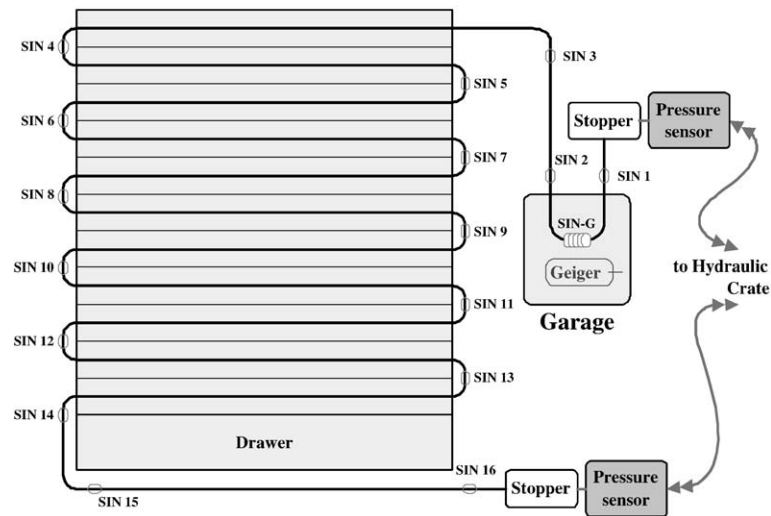 SIN 4
SIN 3
SIN 5
SIN 6
Stopper
Pressure
sensor
SIN 7
SIN 2
SIN 1
SIN 8
SIN-G
SIN 9
SIN 10
Geiger
to Hydraulic
Crate
SIN 11
Garage
SIN 12
SIN 13
SIN 14
Drawer
SIN 15
SIN 16
Stopper
Pressure
sensor